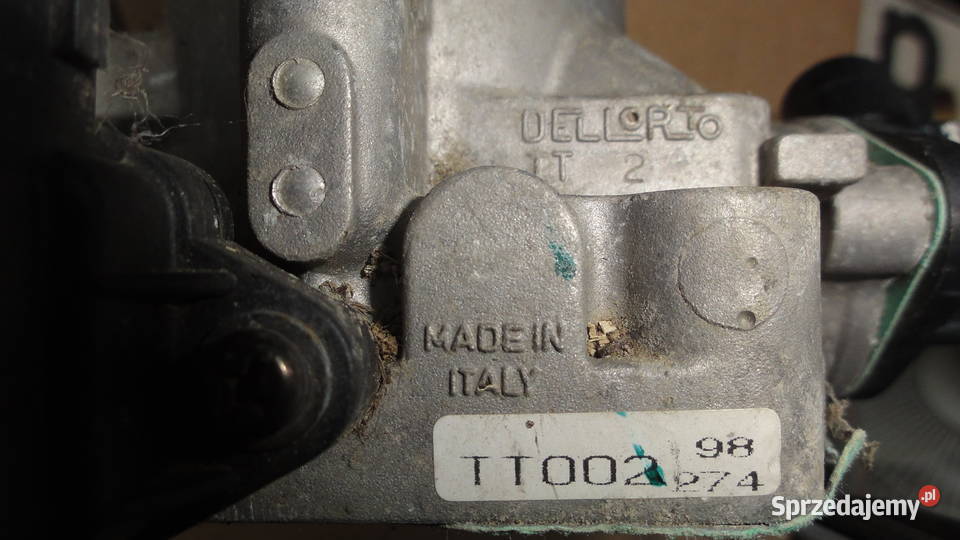 DELLORTO
IT 2
MADE IN
ITALY
TT002 98
274
Sprzedajemy.pl